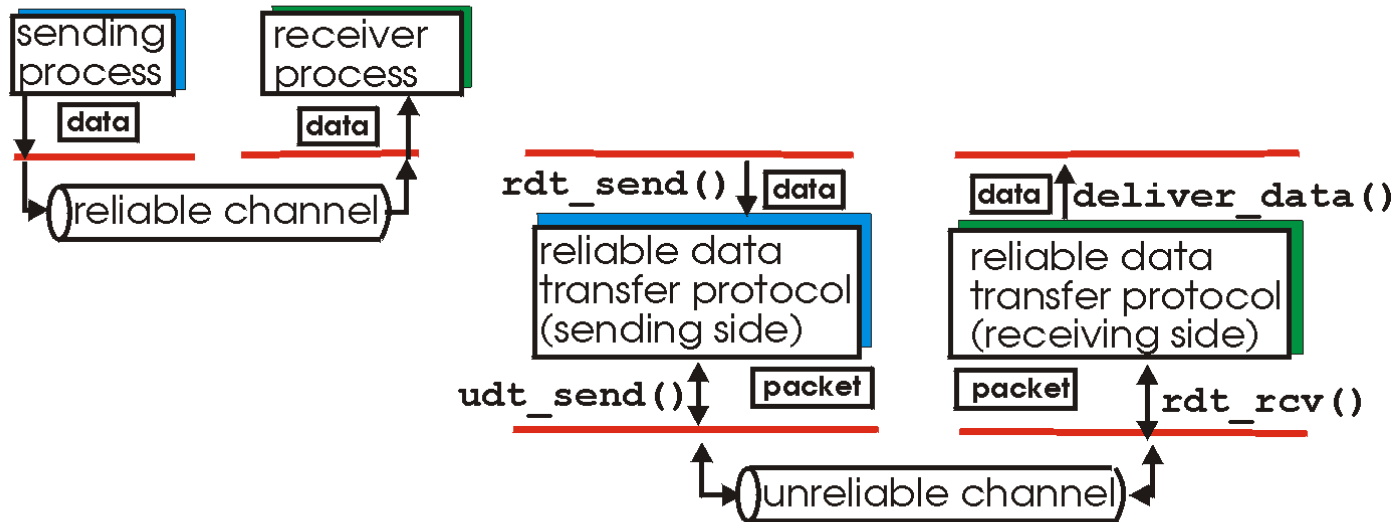 sending
process
receiver
process
data
data
reliable channel
rdt_send()
data
data
deliver_data()
reliable data
transfer protocol
(sending side)
reliable data
transfer protocol
(receiving side)
udt_send()
packet
packet
rdt_rcv()
unreliable channel